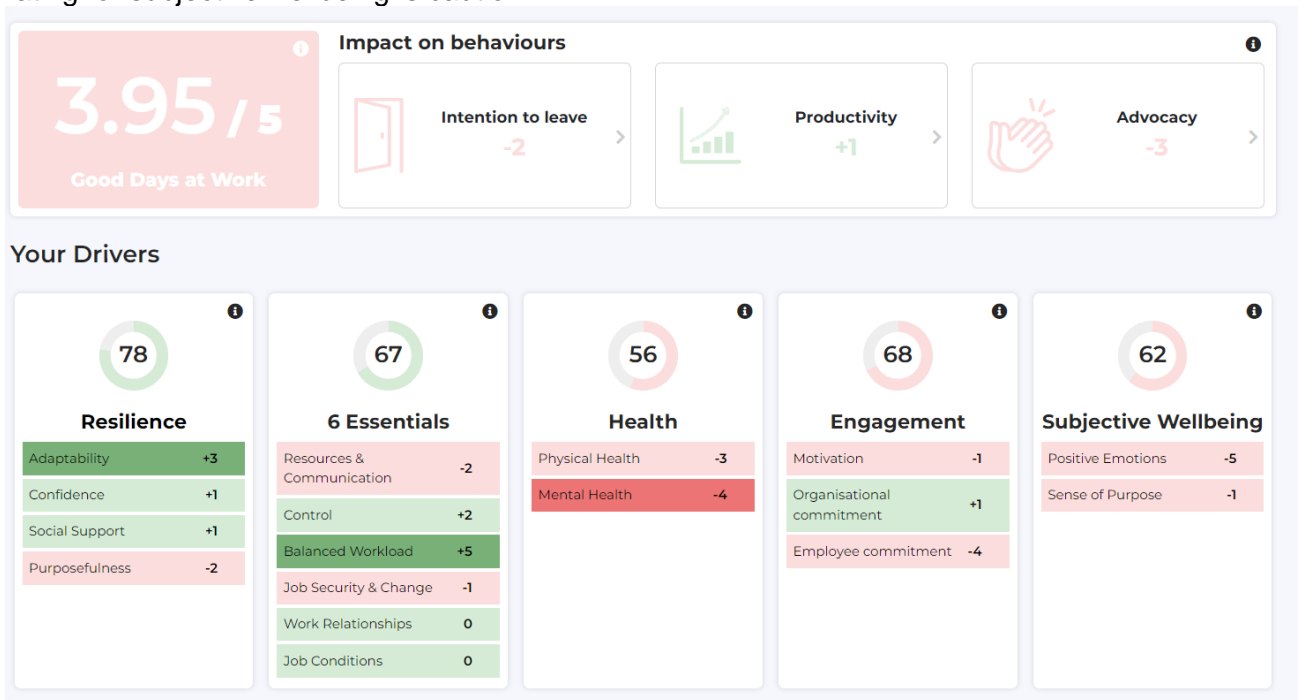 Impact on behaviours
3.95 / 5
Good Days at Work
Intention to leave
-2
Productivity
+1
Advocacy
-3
Your Drivers
78
Resilience
Adaptability +3
Confidence +1
Social Support +1
Purposefulness -2
67
6 Essentials
Resources &
Communication -2
Control +2
Balanced Workload +5
Job Security & Change -1
Work Relationships 0
Job Conditions 0
56
Health
Physical Health -3
Mental Health -4
68
Engagement
Motivation -1
Organisational
commitment +1
Employee commitment -4
62
Subjective Wellbeing
Positive Emotions -5
Sense of Purpose -1